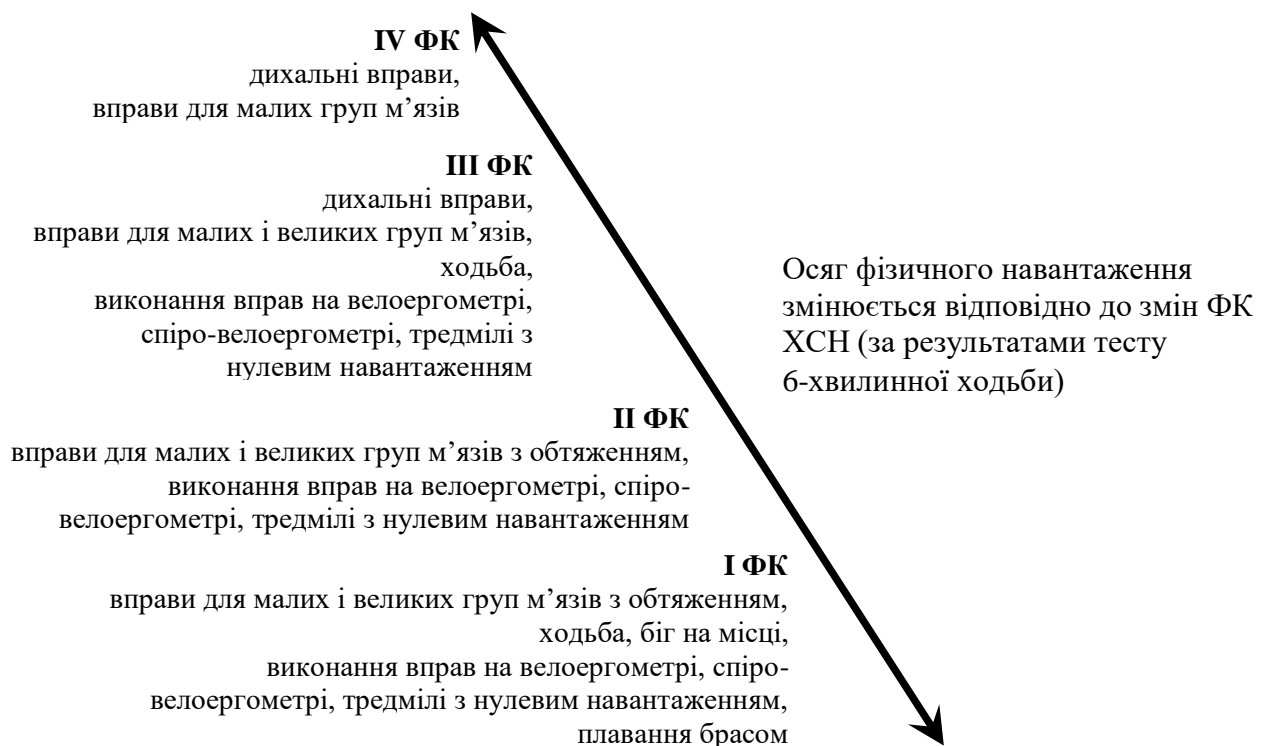 IV ФК
дихальні вправи,
вправи для малих груп м’язів
III ФК
дихальні вправи,
вправи для малих і великих груп м’язів,
ходьба,
виконання вправ на велоергометрі,
спіро-велоергометрі, тредмілі з
нулевим навантаженням
Осяг фізичного навантаження
змінюється відповідно до змін ФК
ХСН (за результатами тесту
6-хвилинної ходьби)
II ФК
вправи для малих і великих груп м’язів з обтяженням,
виконання вправ на велоергометрі, спіро-
велоергометрі, тредмілі з нулевим навантаженням
I ФК
вправи для малих і великих груп м’язів з обтяженням,
ходьба, біг на місці,
виконання вправ на велоергометрі, спіро-
велоергометрі, тредмілі з нулевим навантаженням,
плавання брасом